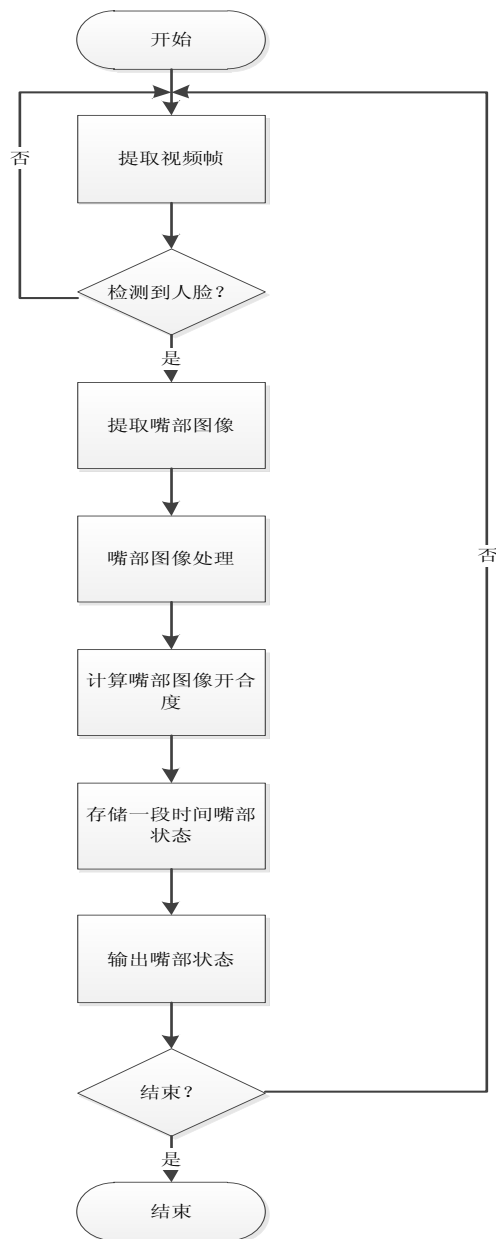 开始
提取视频帧
否
检测到人脸？
是
提取嘴部图像
嘴部图像处理
否
计算嘴部图像开合
度
存储一段时间嘴部
状态
输出嘴部状态
结束？
是
结束